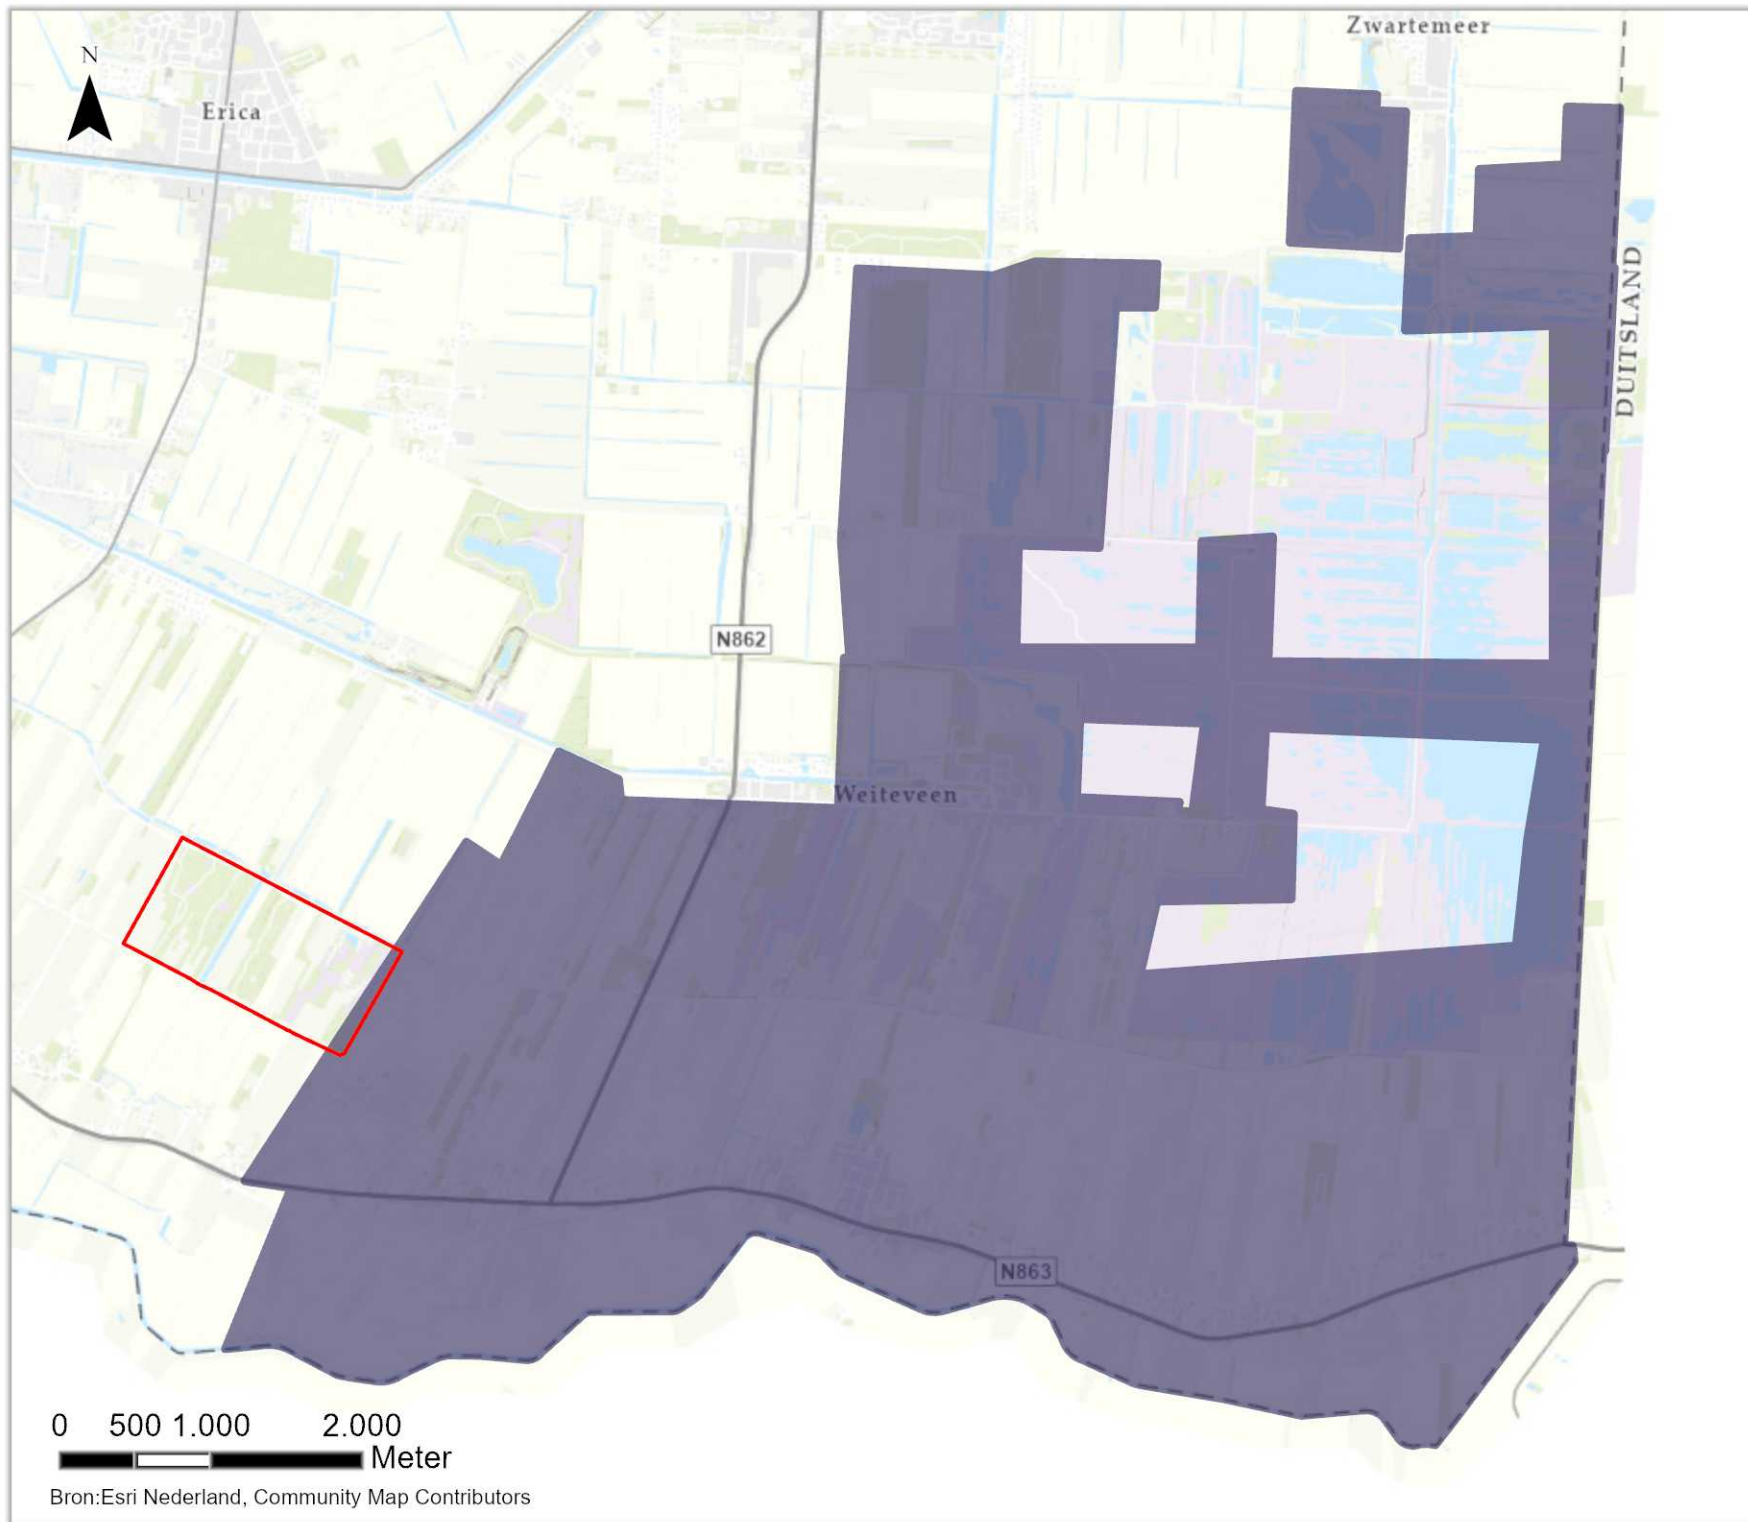 Zwartemeer
N
Erica
DUITSLAND
N862
Weiteveen
N863
0 500 1.000 2.000
Meter
Bron:Esri Nederland, Community Map Contributors